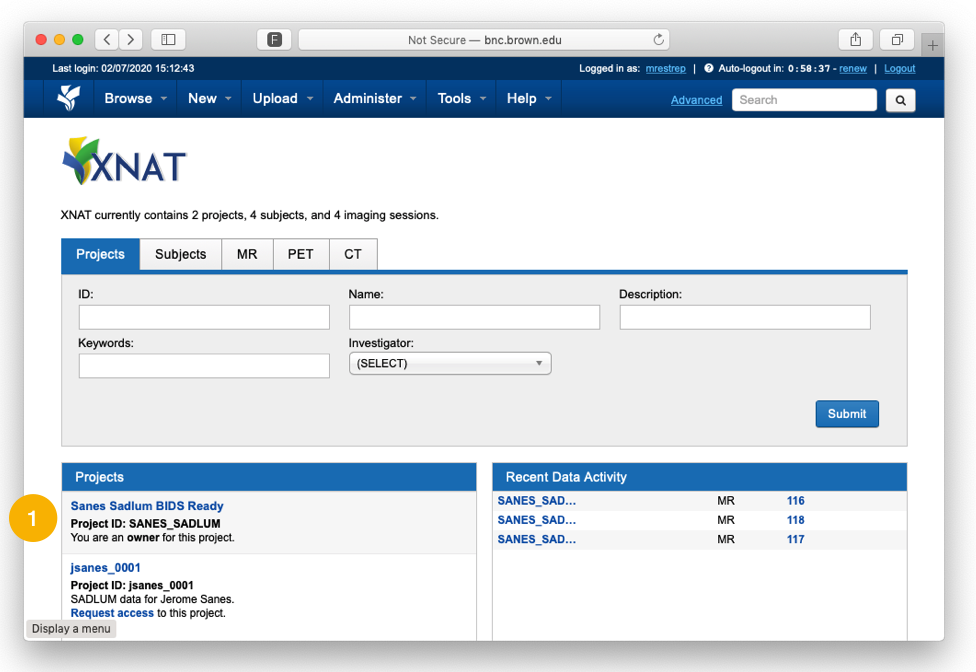 F
Not Secure — bnc.brown.edu
Last login: 02/07/2020 15:12:43
Logged in as: mrestrep | ? Auto-logout in: 0:58:37 - renew | Logout
Browse New Upload Administer Tools Help Advanced Search
XNAT
XNAT currently contains 2 projects, 4 subjects, and 4 imaging sessions.
Projects Subjects MR PET CT
ID: Name: Description:
Keywords: Investigator:
(SELECT)
Submit
Projects
1
Sanes Sadlum BIDS Ready
Project ID: SANES_SADLUM
You are an owner for this project.
jsanes_0001
Project ID: jsanes_0001
SADLUM data for Jerome Sanes.
Request access to this project.
Display a menu
Recent Data Activity
SANES_SAD... MR 116
SANES_SAD... MR 118
SANES_SAD... MR 117